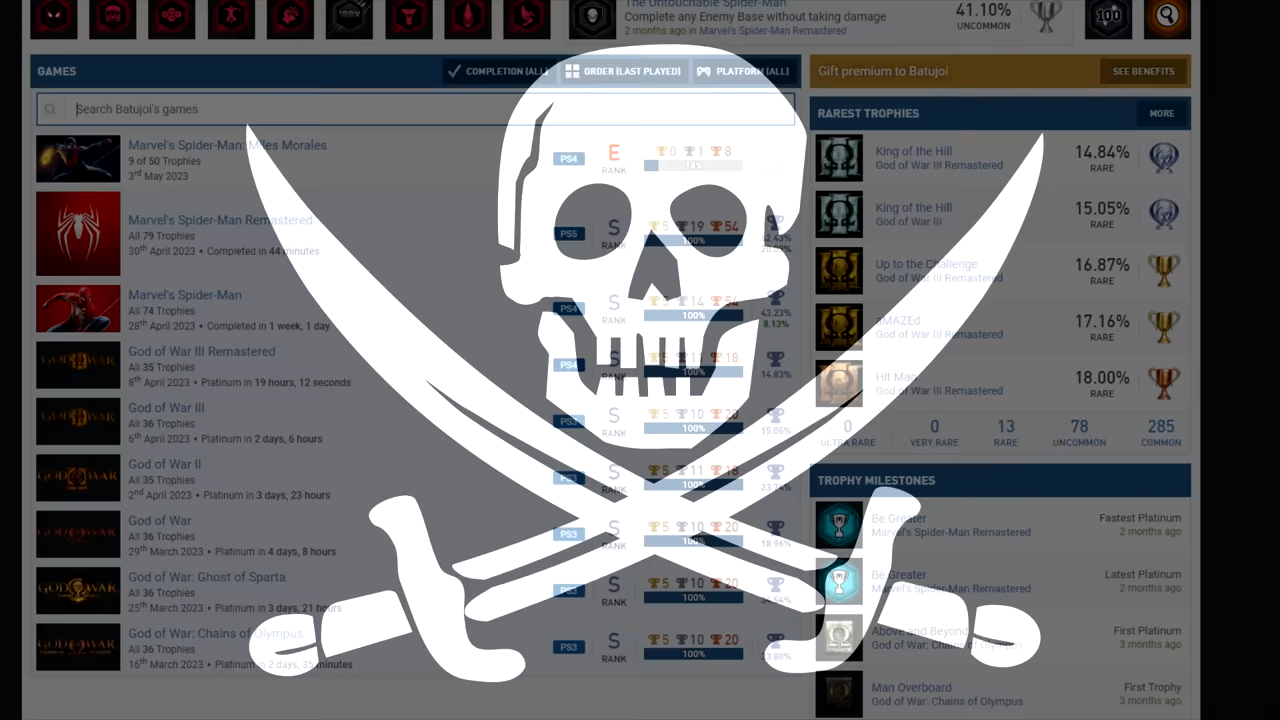 The Untouchable Spider-Man
Complete any Enemy Base without taking damage
2 months ago in Marvel's Spider-Man Remastered
41.10%
UNCOMMON
100
GAMES
COMPLETION (ALL)
ORDER (LAST PLAYED)
PLATFORM (ALL)
Search Batujoi's games
Marvel's Spider-Man: Miles Morales
9 of 50 Trophies
3rd May 2023
PS4
E
RANK
0 1 8
14%
Marvel's Spider-Man Remastered
All 79 Trophies
30th April 2023 • Completed in 44 minutes
PS5
S
RANK
5 19 54
100%
Marvel's Spider-Man
All 74 Trophies
28th April 2023 • Completed in 1 week, 1 day
PS4
S
RANK
5 14 54
100%
43.23%
8.13%
God of War III Remastered
All 35 Trophies
8th April 2023 • Platinum in 19 hours, 12 seconds
PS4
S
RANK
5 11 18
100%
14.83%
God of War III
All 36 Trophies
6th April 2023 • Platinum in 2 days, 6 hours
PS3
S
RANK
5 10 20
100%
15.05%
God of War II
All 35 Trophies
2nd April 2023 • Platinum in 3 days, 23 hours
PS3
S
RANK
5 11 18
100%
23.74%
God of War
All 36 Trophies
29th March 2023 • Platinum in 4 days, 8 hours
PS3
S
RANK
5 10 20
100%
18.96%
God of War: Ghost of Sparta
All 36 Trophies
25th March 2023 • Platinum in 3 days, 21 hours
PS3
S
RANK
5 10 20
100%
God of War: Chains of Olympus
All 36 Trophies
16th March 2023 • Platinum in 2 days, 35 minutes
PS3
S
RANK
5 10 20
100%
33.80%
Gift premium to Batujoi
SEE BENEFITS
RAREST TROPHIES
MORE
King of the Hill
God of War III Remastered
14.84%
RARE
King of the Hill
God of War III
15.05%
RARE
Up to the Challenge
God of War III Remastered
16.87%
RARE
aMAZEd
God of War III Remastered
17.16%
RARE
Hit Man
God of War III Remastered
18.00%
RARE
0 0 13 78 285
ULTRA RARE VERY RARE RARE UNCOMMON COMMON
TROPHY MILESTONES
Be Greater
Marvel's Spider-Man Remastered
Fastest Platinum
2 months ago
Be Greater
Marvel's Spider-Man Remastered
Latest Platinum
2 months ago
Above and Beyond
God of War: Chains of Olympus
First Platinum
3 months ago
Man Overboard
God of War: Chains of Olympus
First Trophy
3 months ago